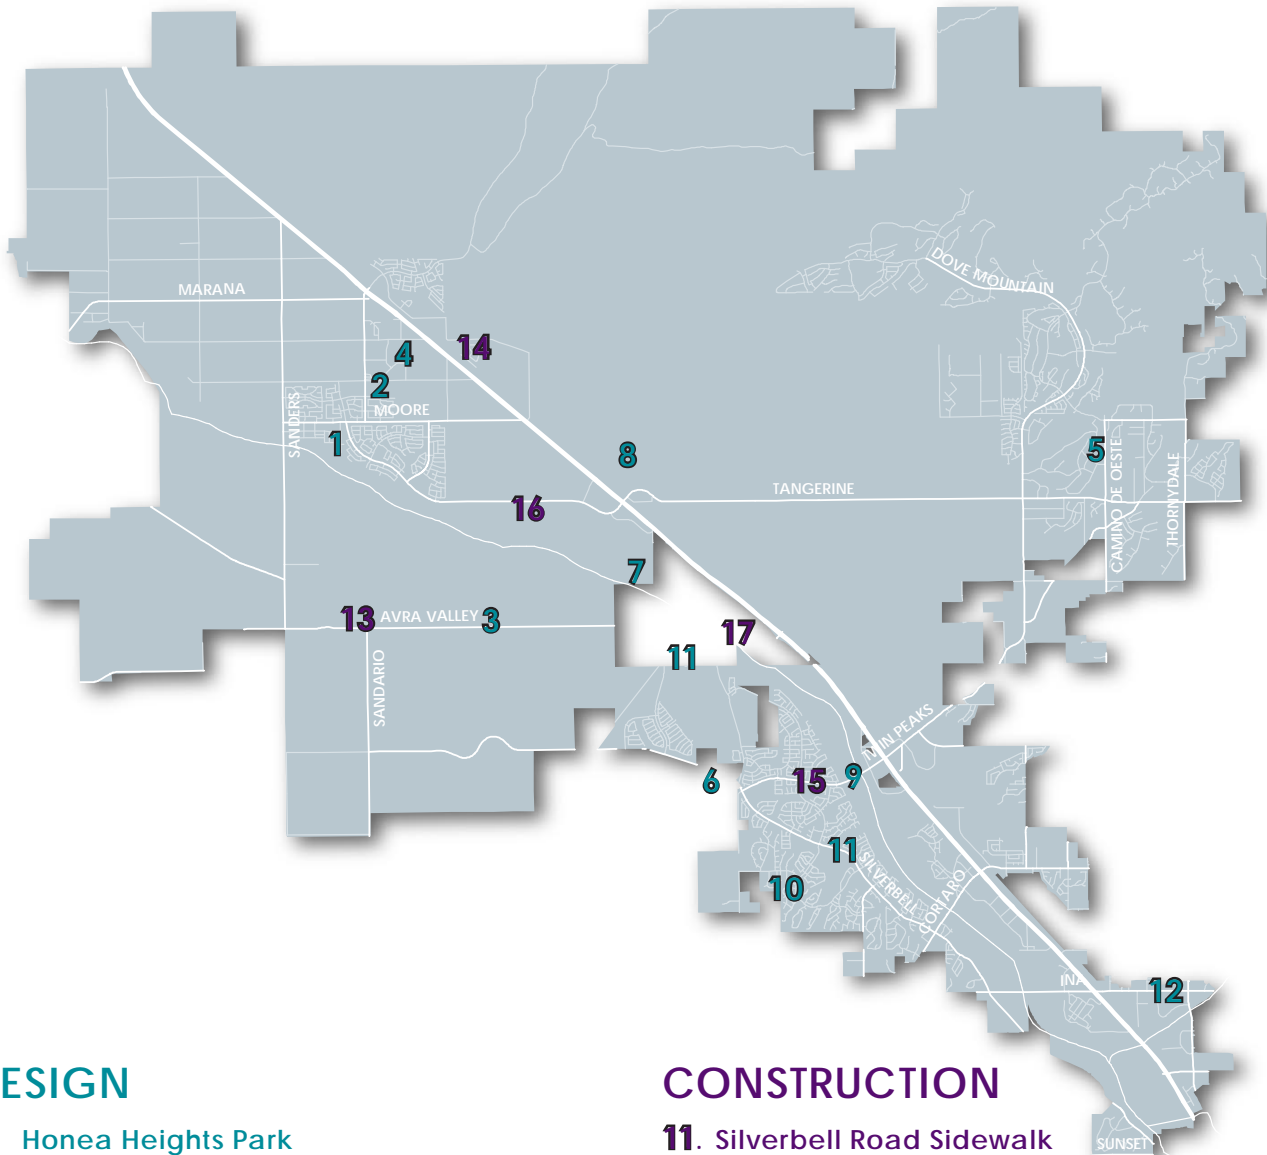 DOVE MOUNTAIN
MARANA
14
4
2
MOORE
SANDERS
1
8
5
CAMINO DE OESTE
THORNYDALE
TANGERINE
16
7
13
AVRA VALLEY
3
17
11
SANDARIO
TWIN PEAKS
6
15
9
11
SILVERBELL
10
CORTARO
INA
12
ESIGN
CONSTRUCTION
Honea Heights Park
11. Silverbell Road Sidewalk
SUNSET